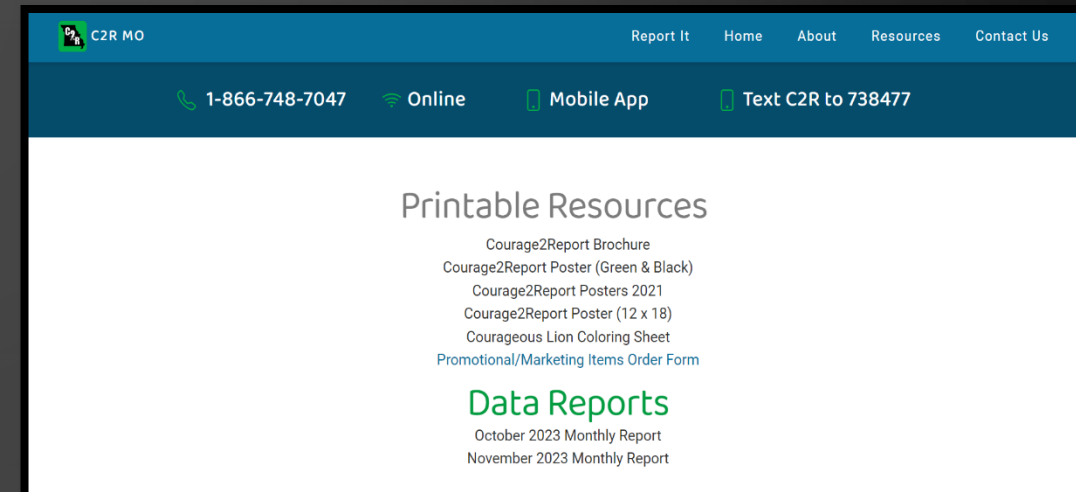 C2R C2R MO Report It Home About Resources Contact Us
1-866-748-7047 Online Mobile App Text C2R to 738477
Printable Resources
Courage2Report Brochure
Courage2Report Poster (Green & Black)
Courage2Report Posters 2021
Courage2Report Poster (12 x 18)
Courageous Lion Coloring Sheet
Promotional/Marketing Items Order Form
Data Reports
October 2023 Monthly Report
November 2023 Monthly Report